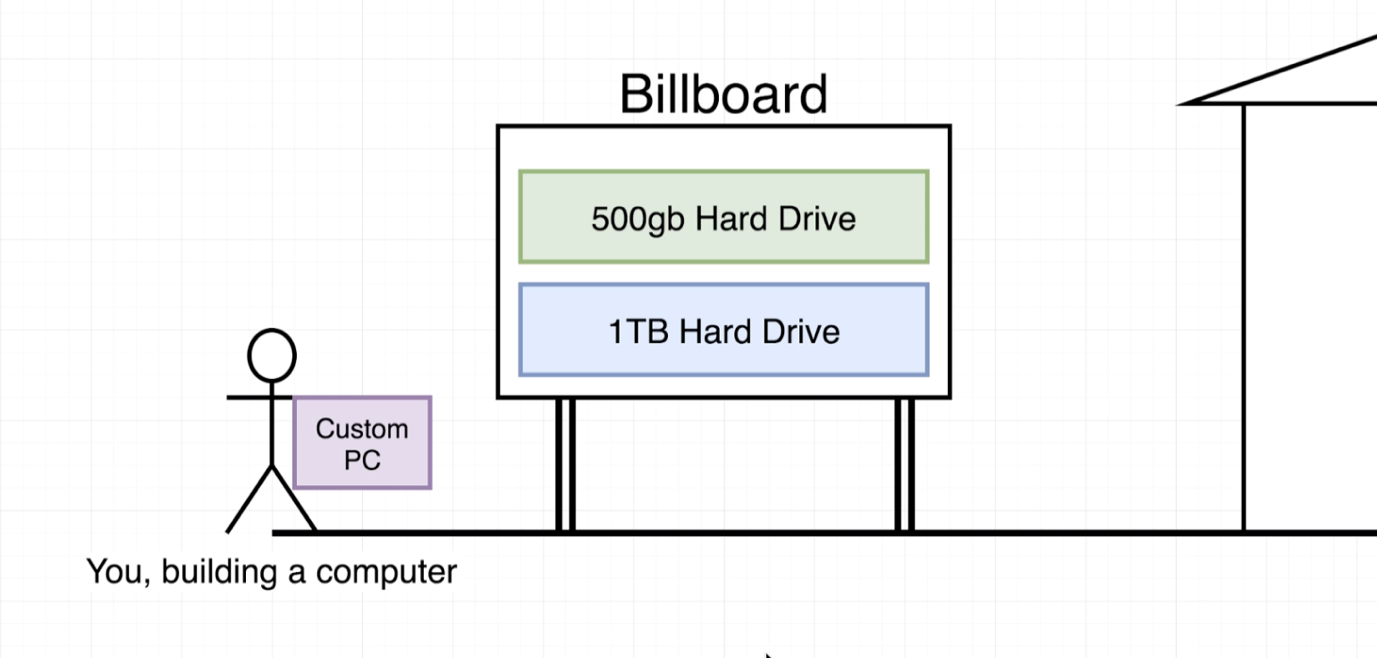 Billboard
500gb Hard Drive
1TB Hard Drive
Custom
PC
You, building a computer